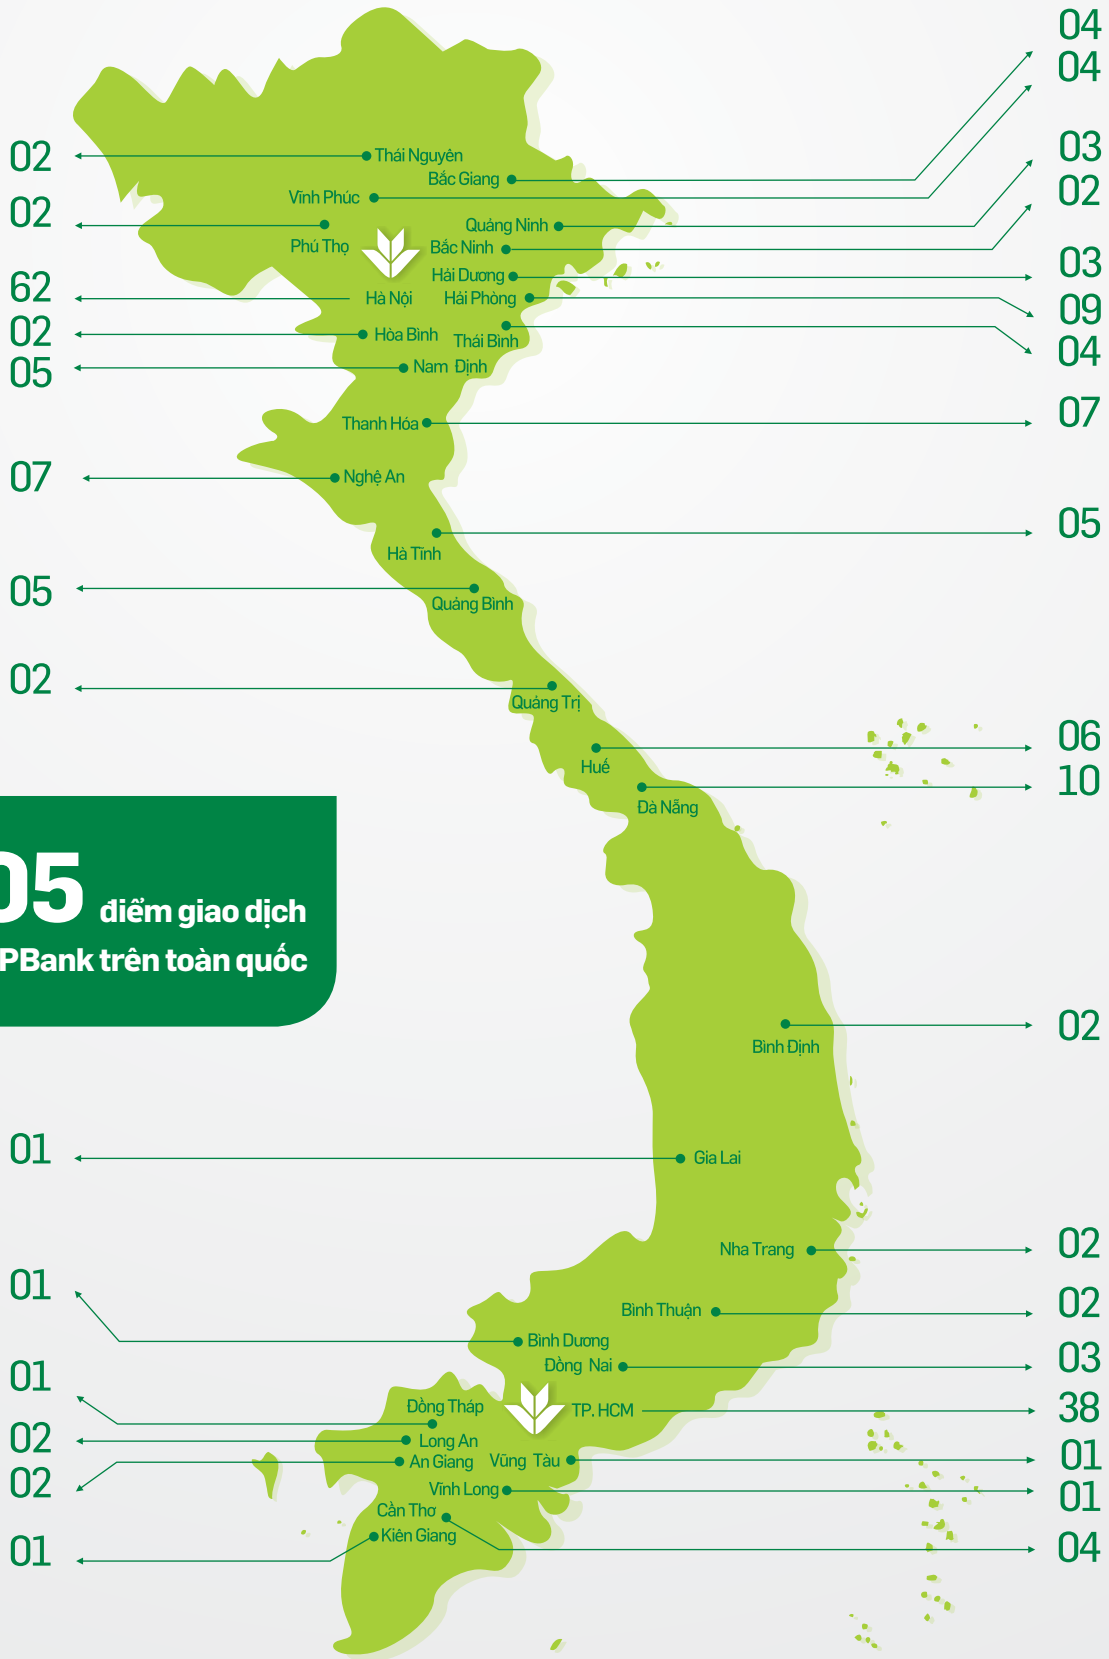 04
04
02 Thái Nguyên
Bắc Giang
03
Vĩnh Phúc
02
02
Quảng Ninh
Phú Thọ
Bắc Ninh
03
Hải Dương
62
Hà Nội
Hải Phòng
09
02
Hòa Bình
Thái Bình
04
05
Nam Định
07
Thanh Hóa
07
Nghệ An
05
Hà Tĩnh
05
Quảng Bình
02
Quảng Trị
06
Huế
10
Đà Nẵng
05 điểm giao dịch
PBank trên toàn quốc
02
Bình Định
01
Gia Lai
02
Nha Trang
01
02
Bình Thuận
Bình Dương
03
Đồng Nai
01
Đồng Tháp
TP. HCM
38
02
Long An
An Giang
Vũng Tàu
01
02
Vĩnh Long
01
Cần Thơ
Kiên Giang
01
04